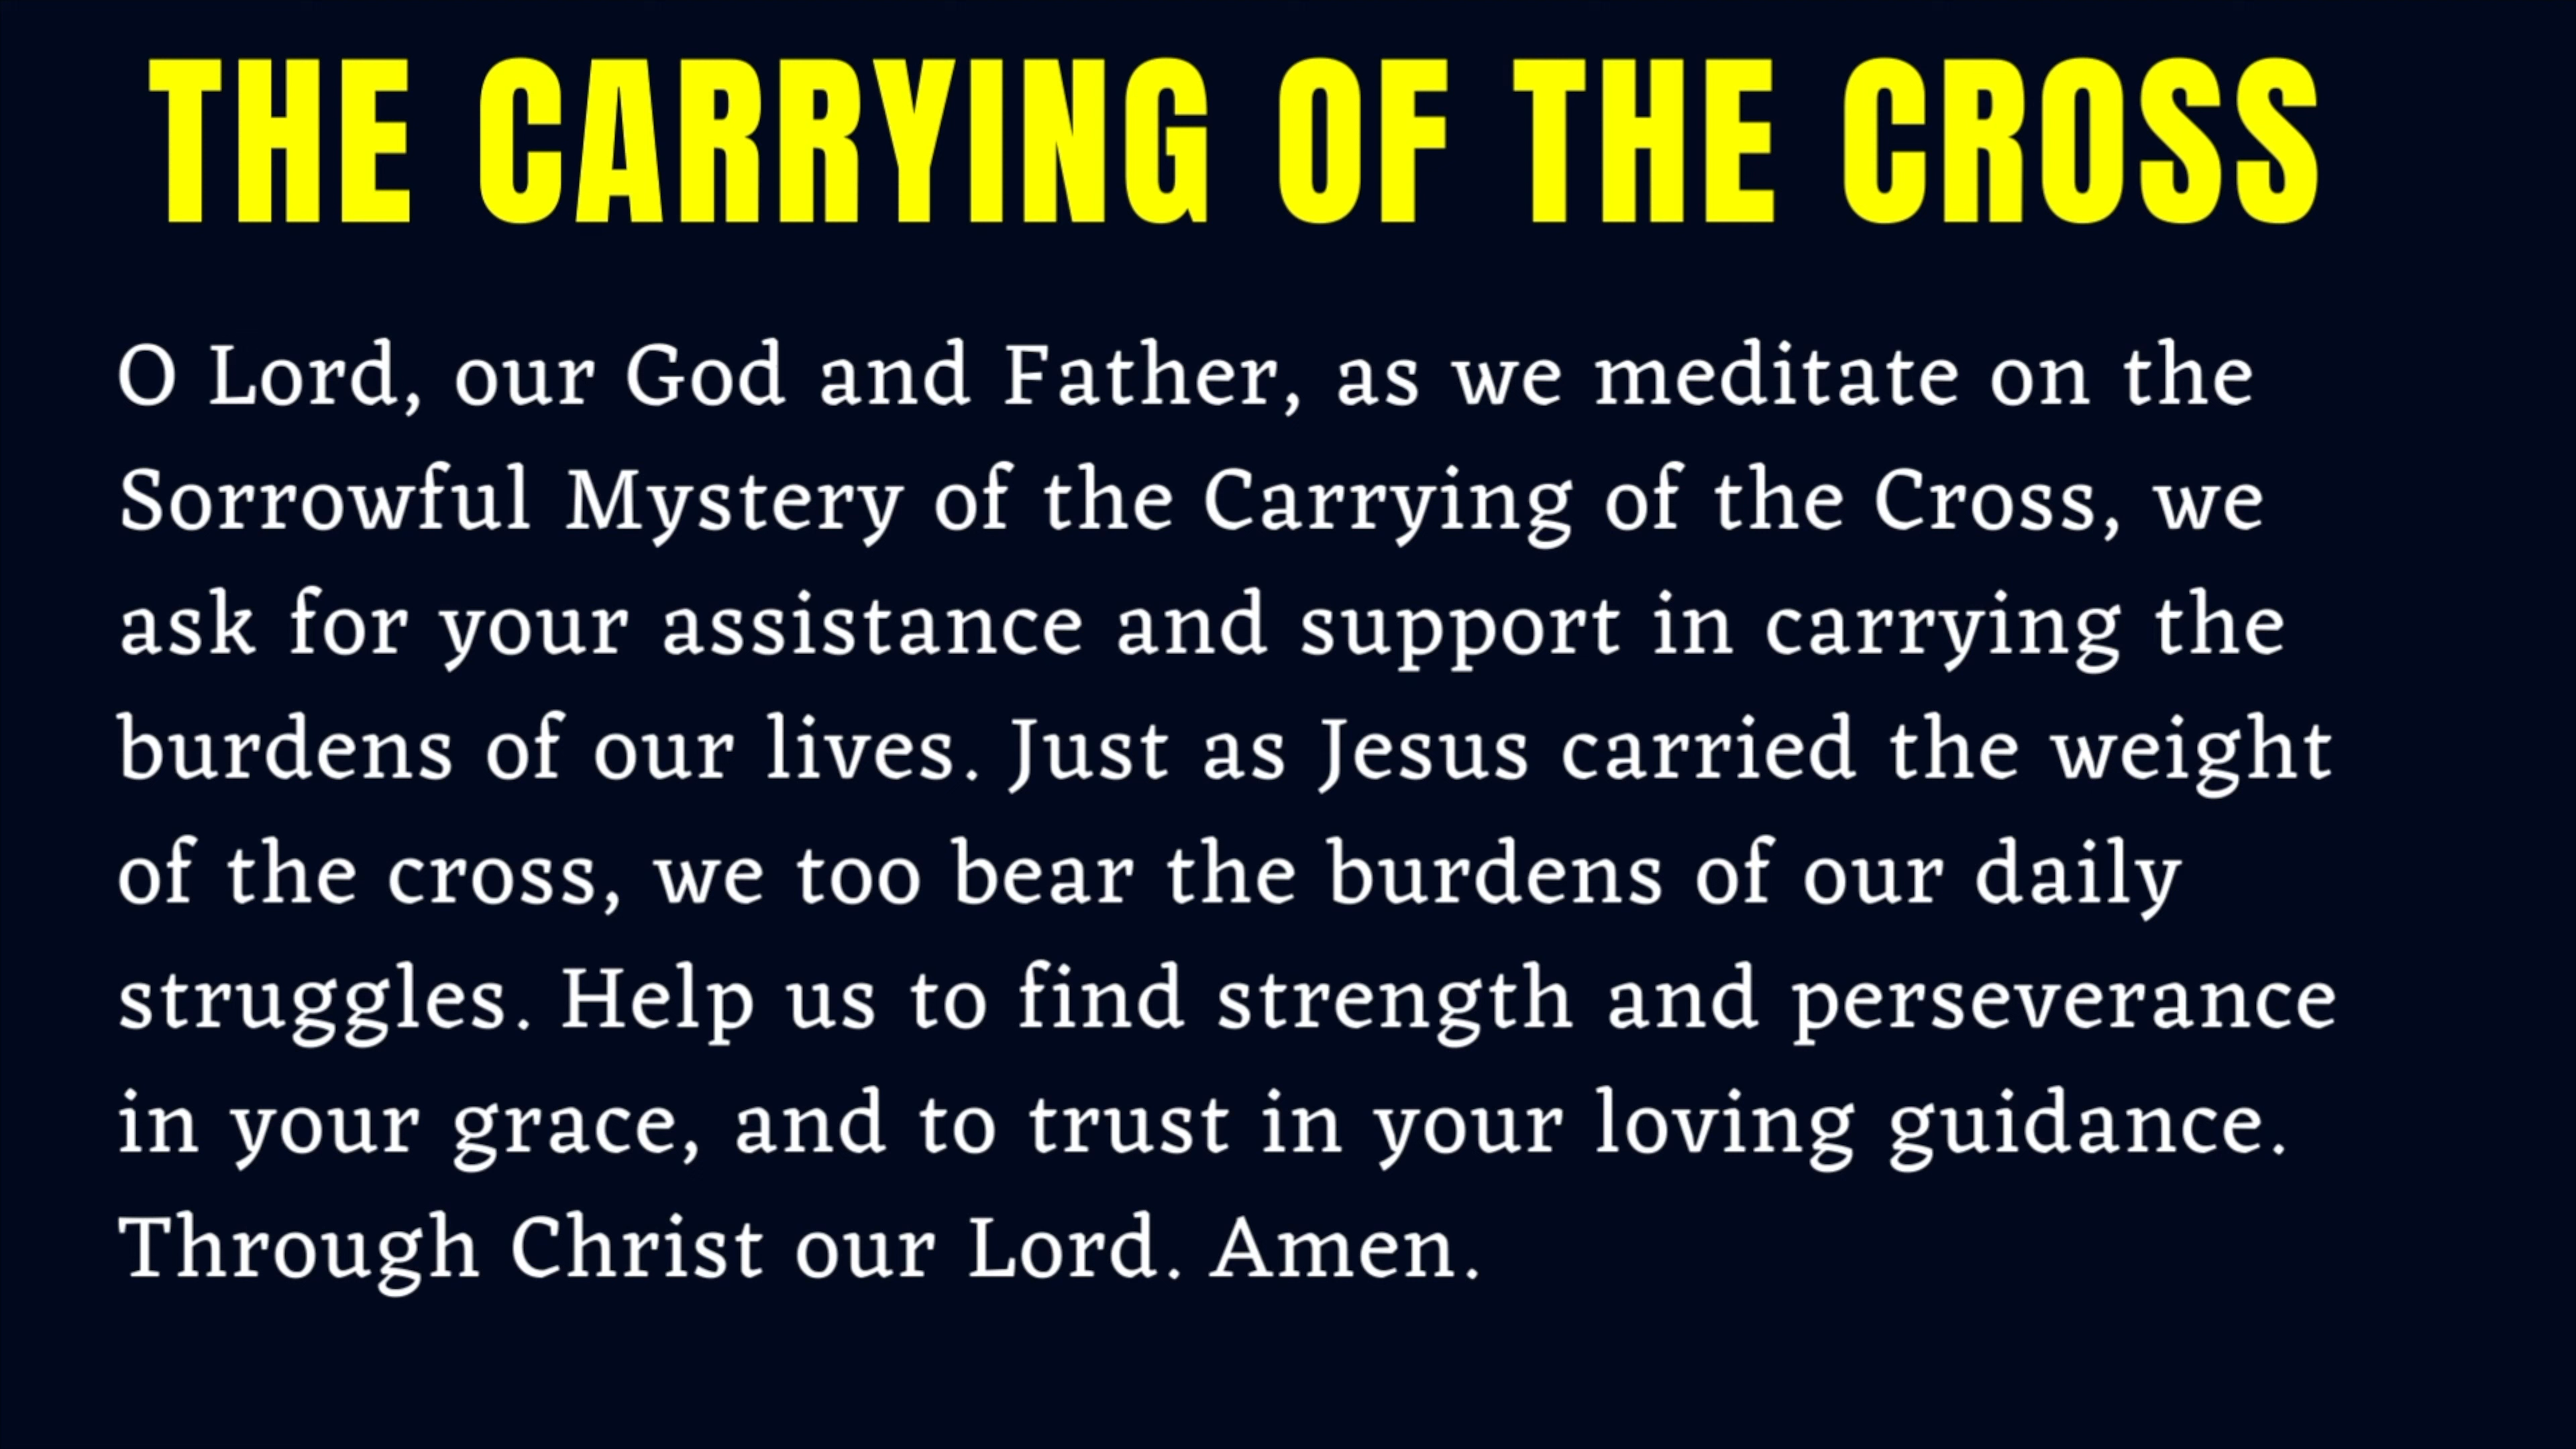 THE CARRYING OF THE CROSS
O Lord, our God and Father, as we meditate on the
Sorrowful Mystery of the Carrying of the Cross, we
ask for your assistance and support in carrying the
burdens of our lives. Just as Jesus carried the weight
of the cross, we too bear the burdens of our daily
struggles. Help us to find strength and perseverance
in your grace, and to trust in your loving guidance.
Through Christ our Lord. Amen.